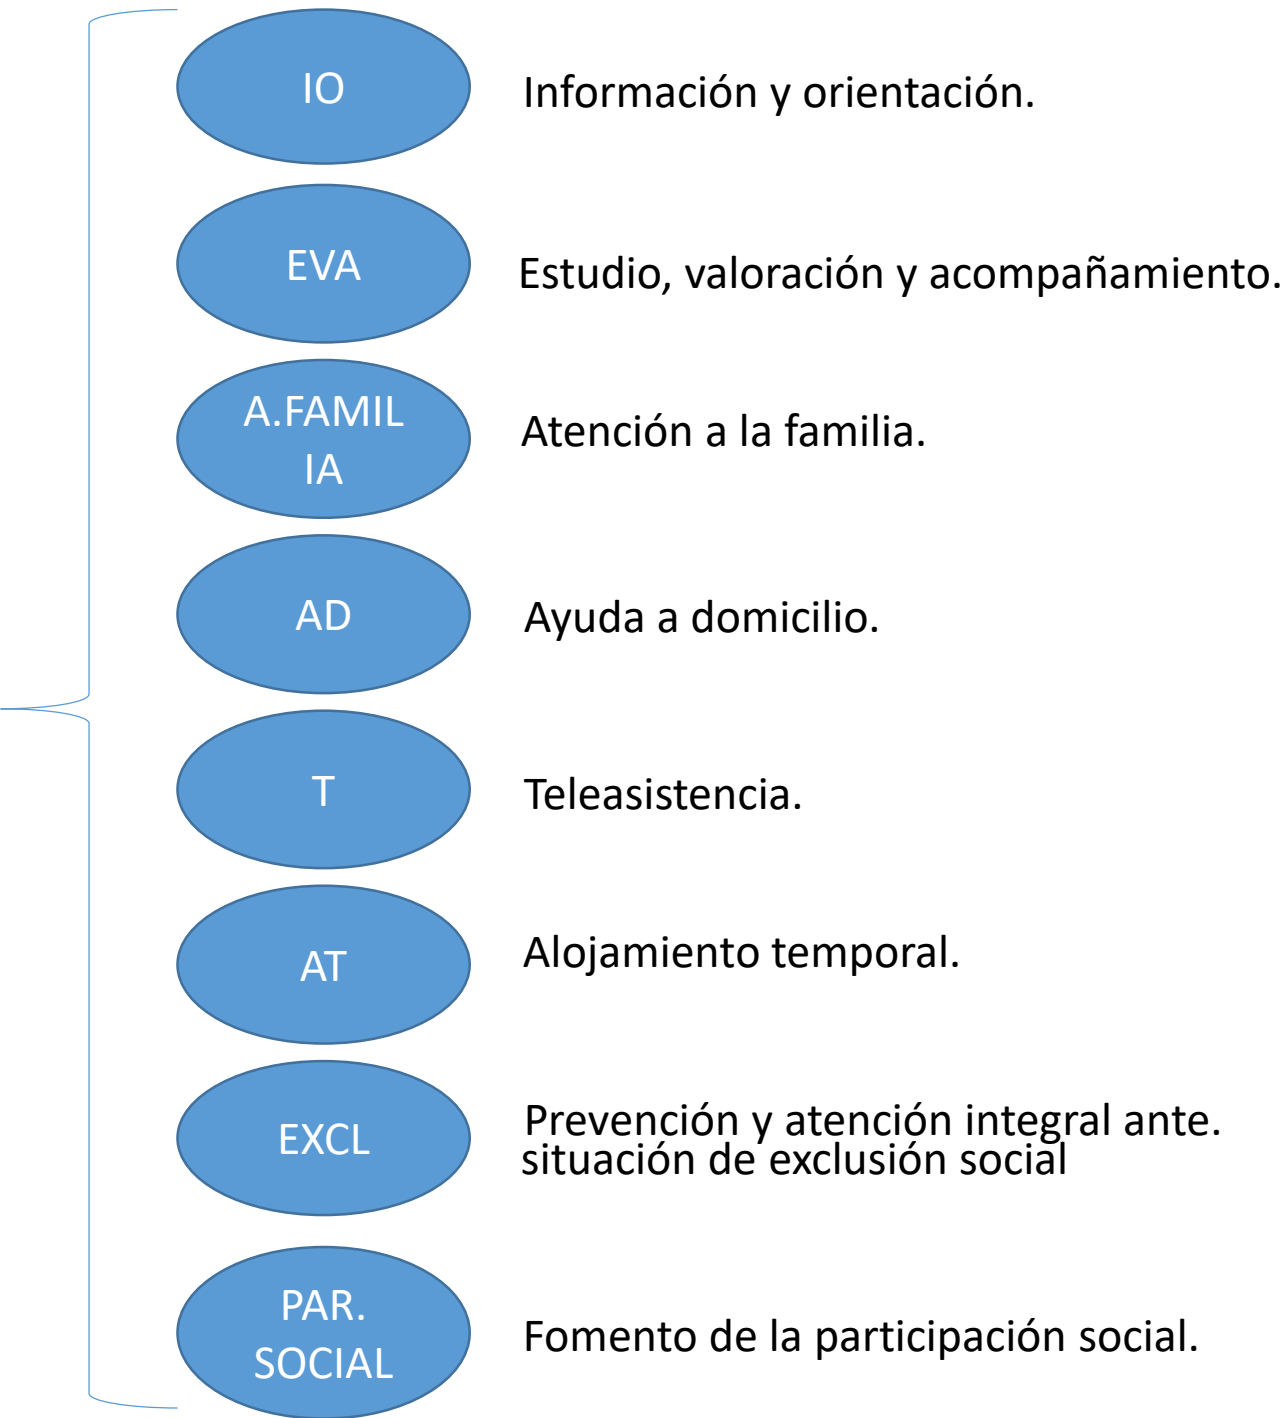 IO
Información y orientación.
EVA
Estudio, valoración y acompañamiento.
A.FAMIL
IA
Atención a la familia.
AD
Ayuda a domicilio.
T
Teleasistencia.
AT
Alojamiento temporal.
EXCL
Prevención y atención integral ante.
situación de exclusión social
PAR.
SOCIAL
Fomento de la participación social.